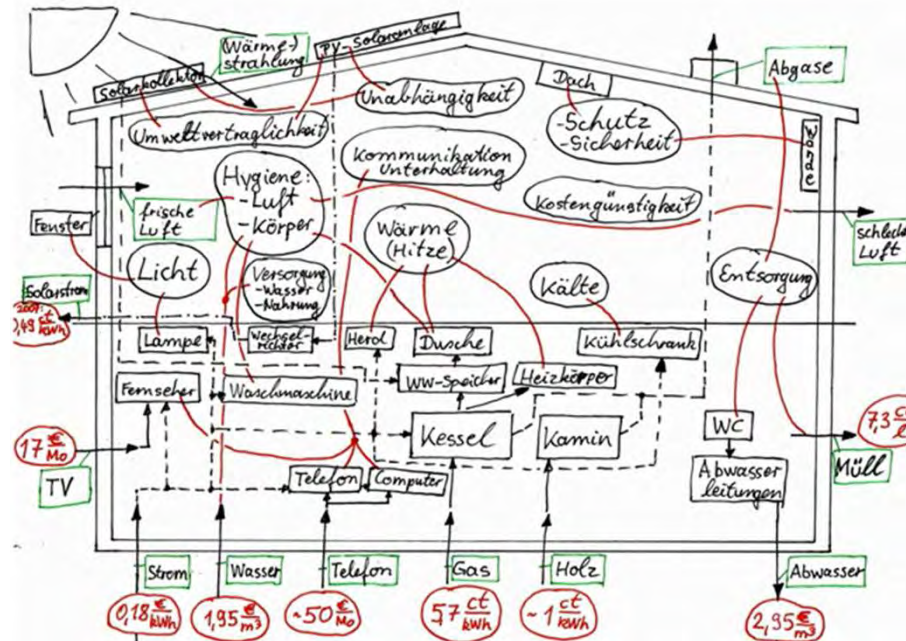 (Wärme-)
strahlung
PV-Solaranlage
Solarkollektor
Dach
Abgase
Umweltverträglichkeit
Unabhängigkeit
-Schutz
-Sicherheit
Kommunikation
Unterhaltung
Hygiene:
-Luft
-Körper
frische
Luft
Fenster
Kostengünstigkeit
schlechte
Luft
Wärme
(Hitze)
Licht
Versorgung
-Wasser
-Nahrung
Kälte
Entsorgung
Solarstrom
0,49 ct/kWh
Lampe
Wechsel-
richter
Herd
Dusche
Kühlschrank
Fernseher
Waschmaschine
WW-Speicher
Heizkörper
Kessel
Kamin
WC
17 €/Mo
TV
Telefon
Computer
Abwasser
leitungen
Müll
Strom
Wasser
Telefon
Gas
Holz
Abwasser
0,18 €/kWh
1,95 €/m³
~50 €/Mo
5,7 ct/kWh
~1 ct/kWh
2,95 €/m³